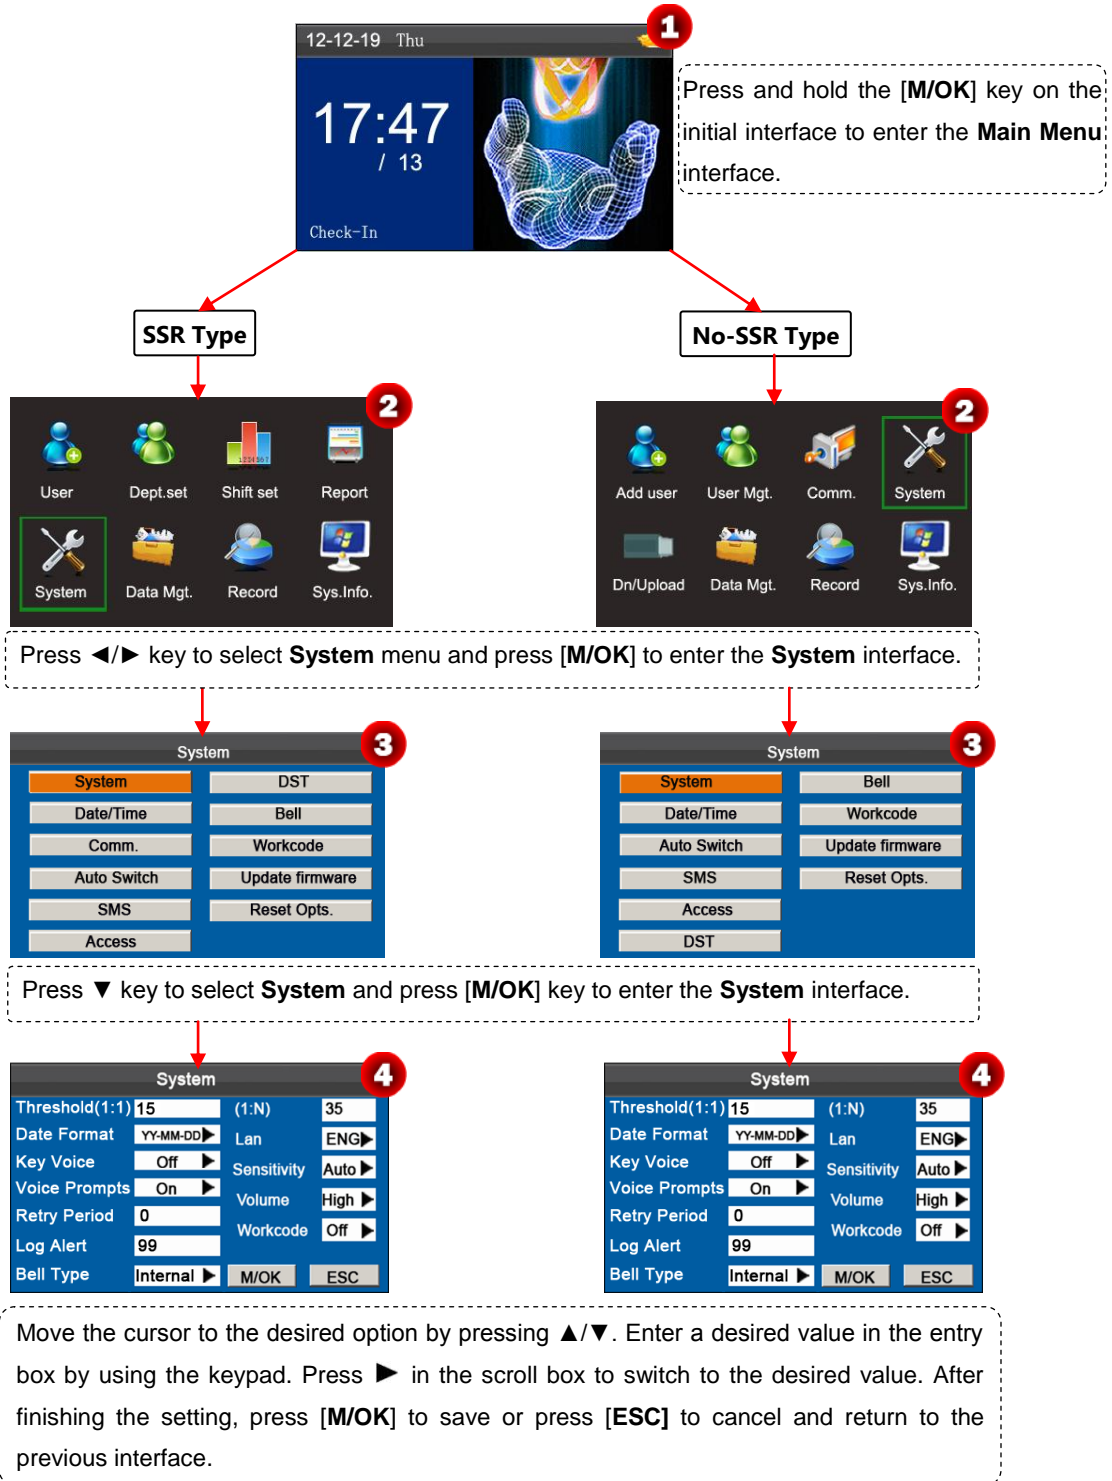 1
12-12-19 Thu
17:47
/ 13
Check-In
Press and hold the [M/OK] key on the
initial interface to enter the Main Menu
interface.
SSR Type
No-SSR Type
2
User Dept.set Shift set Report
System Data Mgt. Record Sys.Info.
2
Add user User Mgt. Comm. System
Dn/Upload Data Mgt. Record Sys.Info.
Press ◄/► key to select System menu and press [M/OK] to enter the System interface.
3
System
System DST
Date/Time Bell
Comm. Workcode
Auto Switch Update firmware
SMS Reset Opts.
Access
3
System
System Bell
Date/Time Workcode
Auto Switch Update firmware
SMS Reset Opts.
Access
DST
Press ▼ key to select System and press [M/OK] key to enter the System interface.
4
System
Threshold(1:1) 15 (1:N) 35
Date Format YY-MM-DD▶ Lan ENG▶
Key Voice Off ▶ Sensitivity Auto ▶
Voice Prompts On ▶ Volume High ▶
Retry Period 0 Workcode Off ▶
Log Alert 99
Bell Type Internal ▶ M/OK ESC
4
System
Threshold(1:1) 15 (1:N) 35
Date Format YY-MM-DD▶ Lan ENG▶
Key Voice Off ▶ Sensitivity Auto ▶
Voice Prompts On ▶ Volume High ▶
Retry Period 0 Workcode Off ▶
Log Alert 99
Bell Type Internal ▶ M/OK ESC
Move the cursor to the desired option by pressing ▲/▼. Enter a desired value in the entry
box by using the keypad. Press ▶ in the scroll box to switch to the desired value. After
finishing the setting, press [M/OK] to save or press [ESC] to cancel and return to the
previous interface.